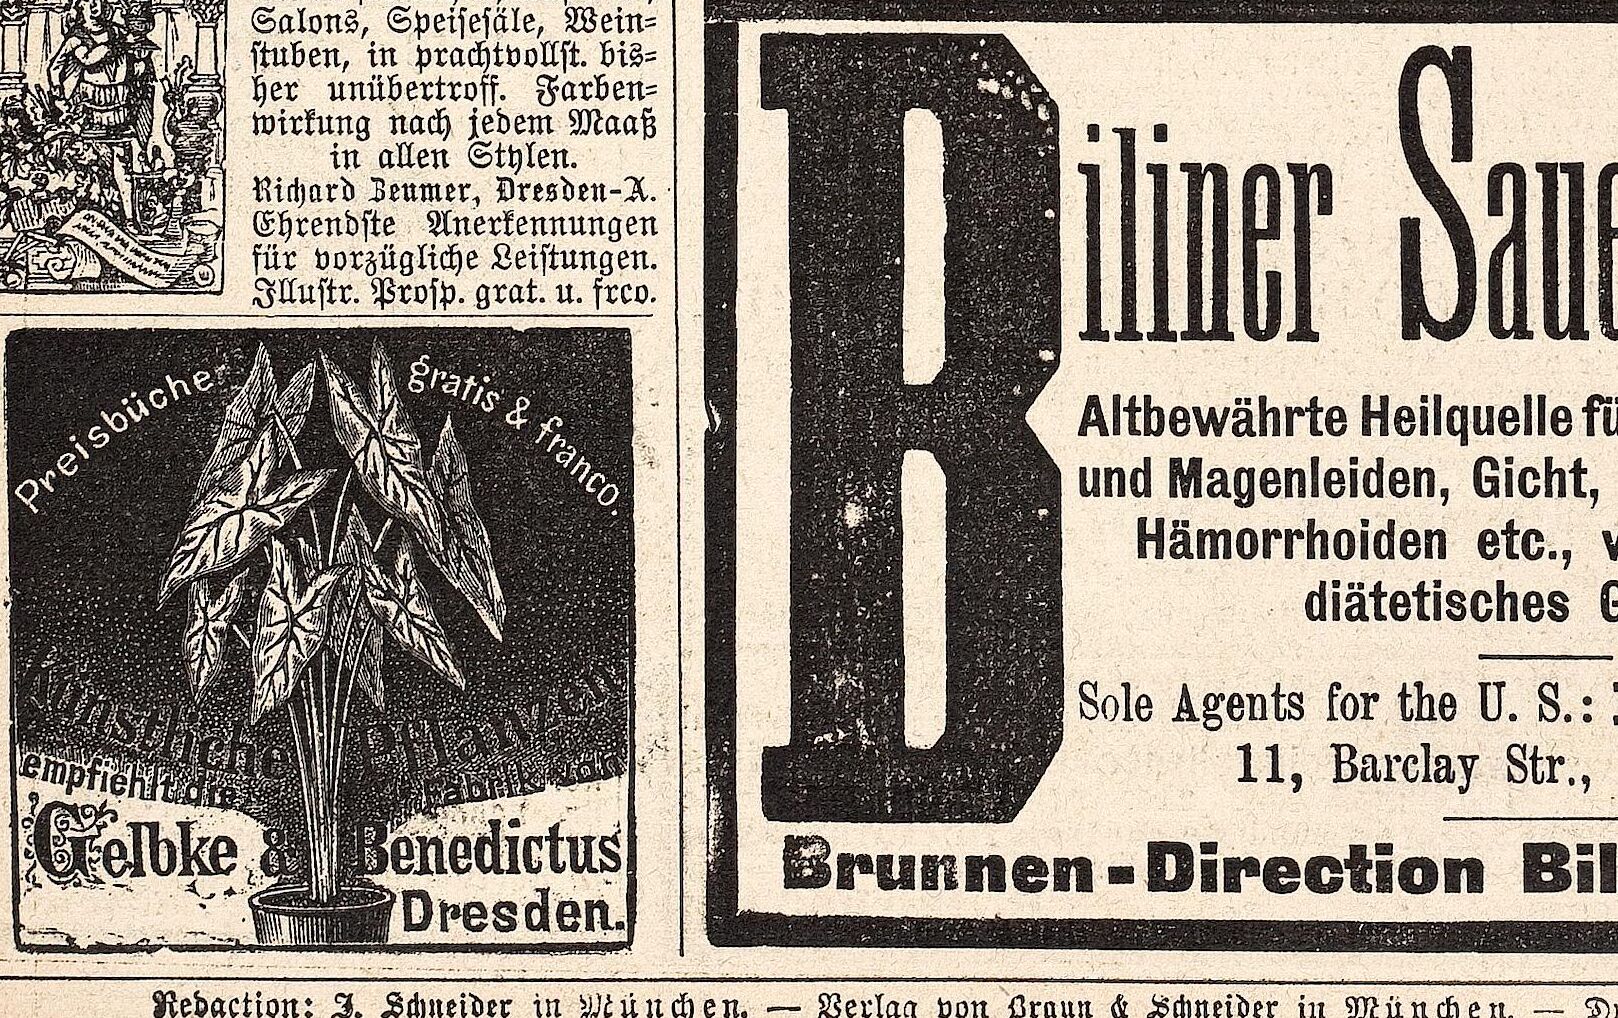 Salons, Speisesäle, Wein=
stuben, in prachtvollst. bis=
her unübertroff. Farben=
wirkung nach jedem Maaß
in allen Stylen.
Richard Zeumer, Dresden-A.
Ehrendste Anerkennungen
für vorzügliche Leistungen.
Illustr. Prosp. grat. u. frco.
Preisbücher gratis & franco.
Künstliche Pflanzen
empfiehlt die Fabrik von
Gelbke & Benedictus
Dresden.
Biliner Saue
Altbewährte Heilquelle fü
und Magenleiden, Gicht,
Hämorrhoiden etc., v
diätetisches G
Sole Agents for the U. S.:
11, Barclay Str.,
Brunnen-Direction Bil
Redaction: J. Schneider in München. — Verlag von Braun & Schneider in München. — D